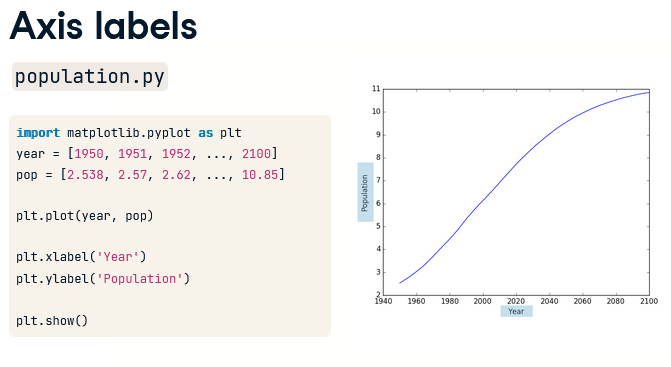 Axis labels
population.py
import matplotlib.pyplot as plt
year = [1950, 1951, 1952, ..., 2100]
pop = [2.538, 2.57, 2.62, ..., 10.85]
plt.plot(year, pop)
plt.xlabel('Year')
plt.ylabel('Population')
plt.show()
11
10
9
8
7
6
5
4
3
2
Population
1940 1960 1980 2000 2020 2040 2060 2080 2100
Year